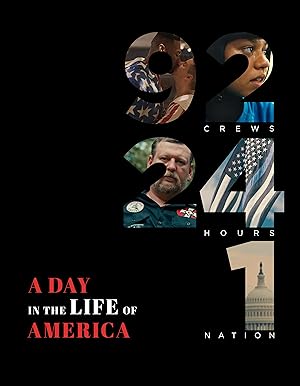 92
CREWS
24
HOURS
1
NATION
A DAY
IN THE LIFE OF
AMERICA